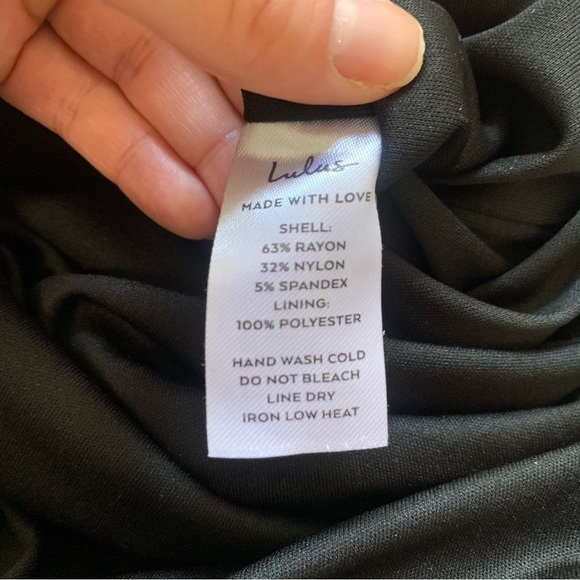 Lulus
MADE WITH LOVE
SHELL:
63% RAYON
32% NYLON
5% SPANDEX
LINING:
100% POLYESTER
HAND WASH COLD
DO NOT BLEACH
LINE DRY
IRON LOW HEAT